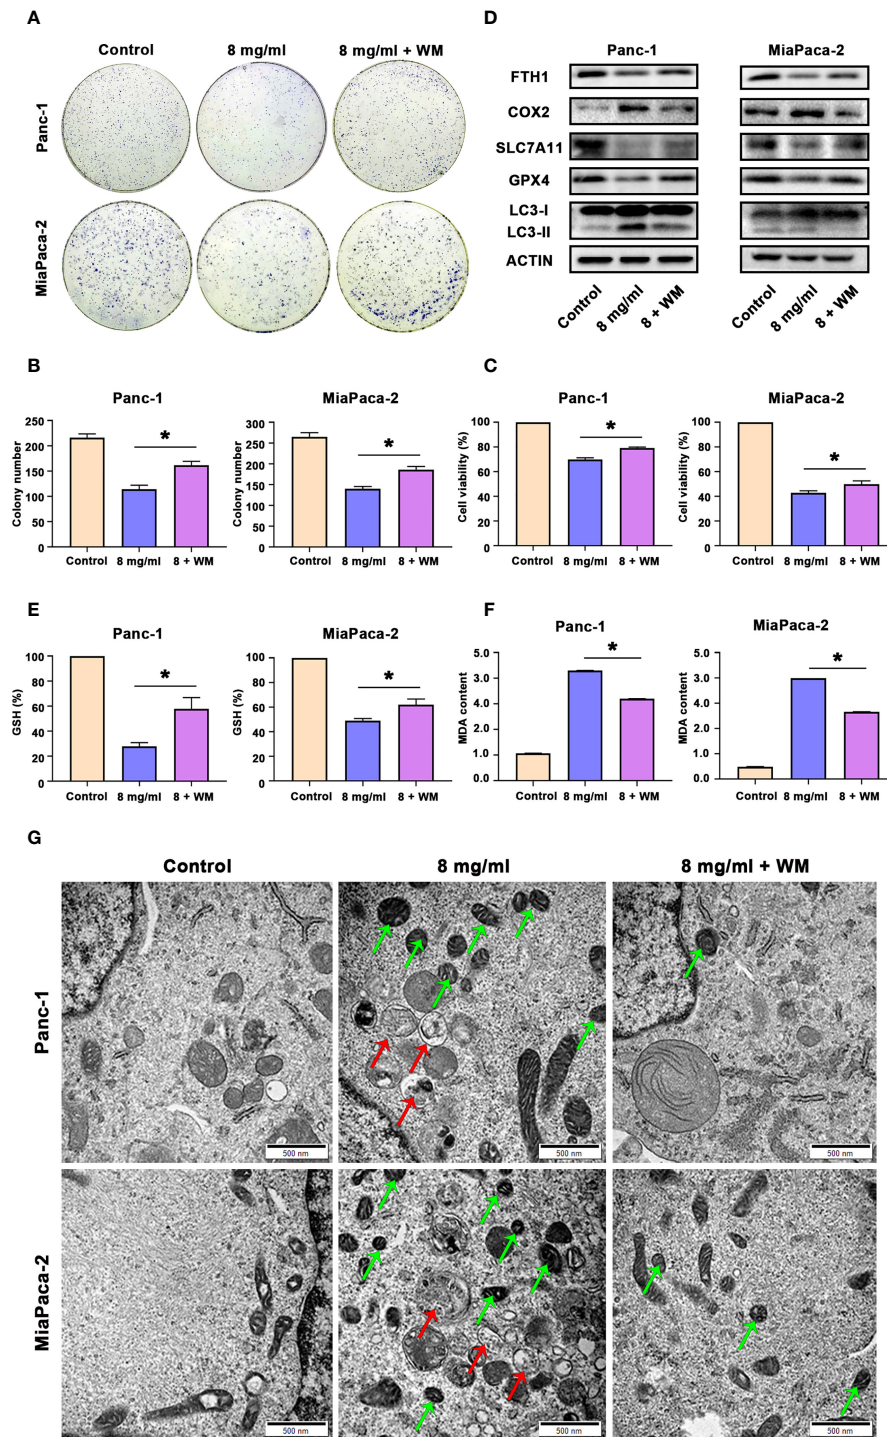 A
Control 8 mg/ml 8 mg/ml + WM
Panc-1
MiaPaca-2
D
Panc-1 MiaPaca-2
FTH1
COX2
SLC7A11
GPX4
LC3-I
LC3-II
ACTIN
Control 8 mg/ml 8 + WM Control 8 mg/ml 8 + WM
B
Panc-1
Colony number
250
200
150
100
50
0
*
Control 8 mg/ml 8 + WM
MiaPaca-2
Colony number
300
250
200
150
100
150
0
*
Control 8 mg/ml 8 + WM
C
Panc-1
Cell viability (%)
100
80
60
40
20
0
*
Control 8 mg/ml 8 + WM
MiaPaca-2
Cell viability (%)
100
80
60
40
20
0
*
Control 8 mg/ml 8 + WM
E
Panc-1
GSH (%)
100
80
60
40
20
0
*
Control 8 mg/ml 8 + WM
MiaPaca-2
GSH (%)
100
80
60
40
20
0
*
Control 8 mg/ml 8 + WM
F
Panc-1
MDA content
5.0
3.0
4.0
1.0
0.0
*
Control 8 mg/ml 8 + WM
MiaPaca-2
MDA content
5.0
3.0
4.0
1.0
0.0
*
Control 8 mg/ml 8 + WM
G
Control 8 mg/ml 8 mg/ml + WM
Panc-1
500 nm 500 nm 500 nm
MiaPaca-2
500 nm 500 nm 500 nm